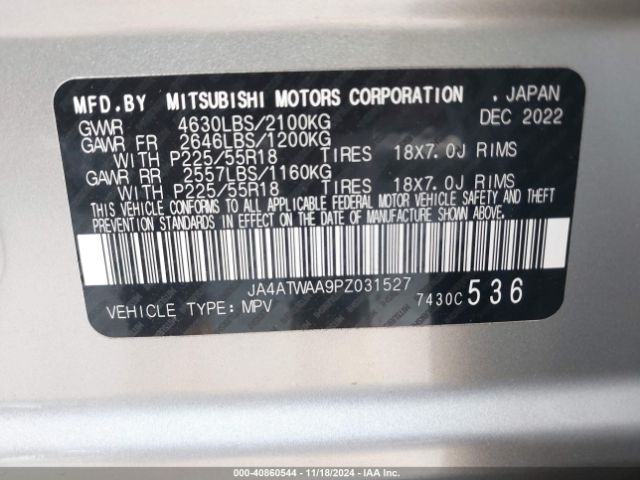 MFD.BY MITSUBISHI MOTORS CORPORATION . JAPAN
GVWR 4630LBS/2100KG DEC 2022
GAWR FR 2646LBS/1200KG
WITH P225/55R18 TIRES 18X7.0J RIMS
GAWR RR 2557LBS/1160KG
WITH P225/55R18 TIRES 18X7.0J RIMS
THIS VEHICLE CONFORMS TO ALL APPLICABLE FEDERAL MOTOR VEHICLE SAFETY AND THEFT
PREVENTION STANDARDS IN EFFECT ON THE DATE OF MANUFACTURE SHOWN ABOVE.
JA4ATWAA9PZ031527
VEHICLE TYPE: MPV 7430C 536
000-40860544 — 11/18/2024 - IAAI.com